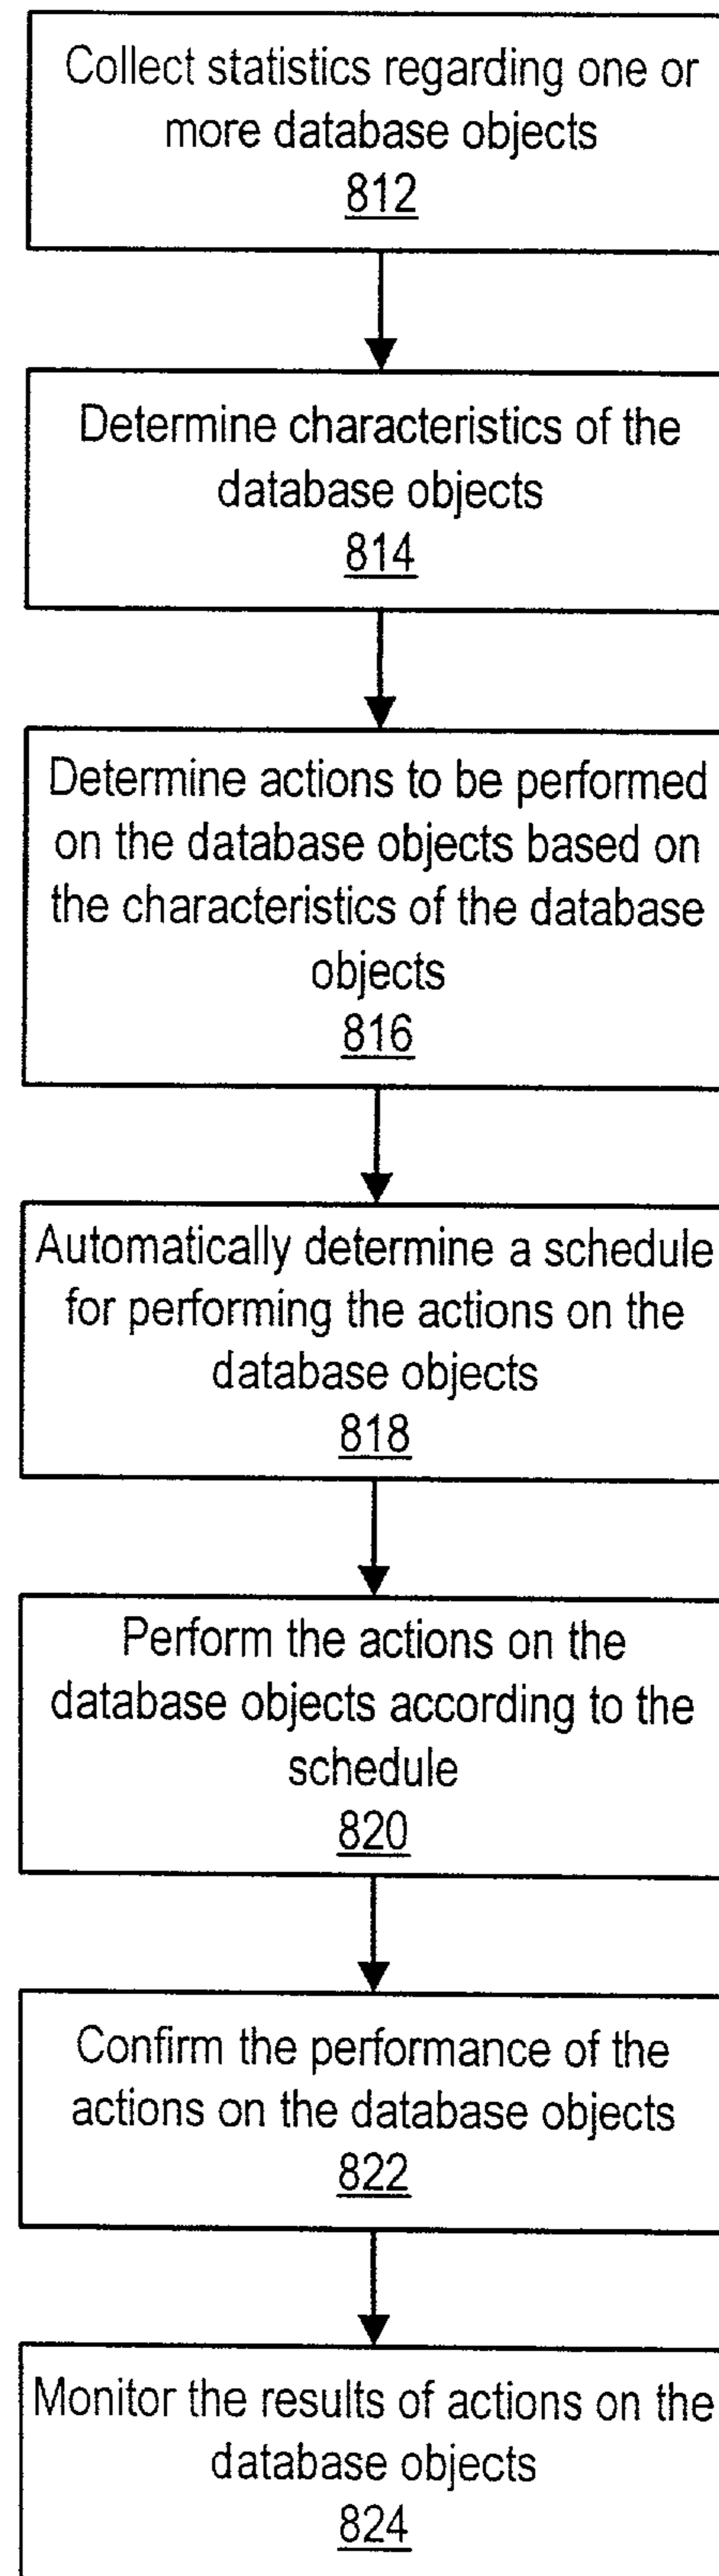 Collect statistics regarding one or
more database objects
812
Determine characteristics of the
database objects
814
Determine actions to be performed
on the database objects based on
the characteristics of the database
objects
816
Automatically determine a schedule
for performing the actions on the
database objects
818
Perform the actions on the
database objects according to the
schedule
820
Confirm the performance of the
actions on the database objects
822
Monitor the results of actions on the
database objects
824